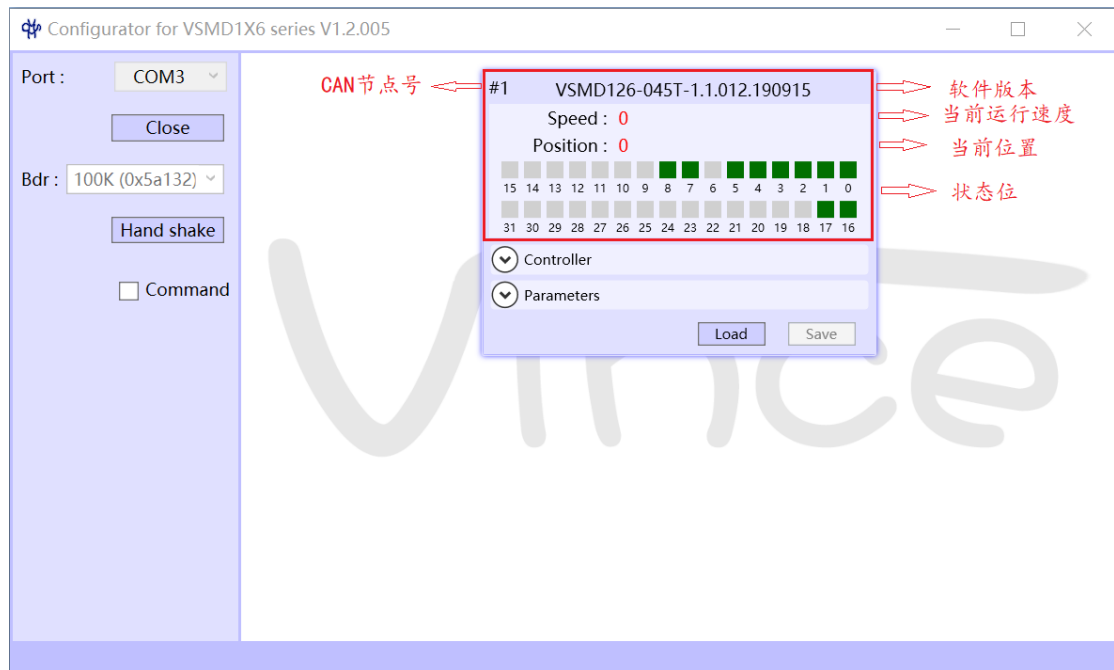 Configurator for VSMD1X6 series V1.2.005
Port : COM3
Close
Bdr : 100K (0x5a132)
Hand shake
Command
CAN节点号
#1 VSMD126-045T-1.1.012.190915
软件版本
Speed : 0
当前运行速度
Position : 0
当前位置
15 14 13 12 11 10 9 8 7 6 5 4 3 2 1 0
状态位
31 30 29 28 27 26 25 24 23 22 21 20 19 18 17 16
Controller
Parameters
Load Save
Vince